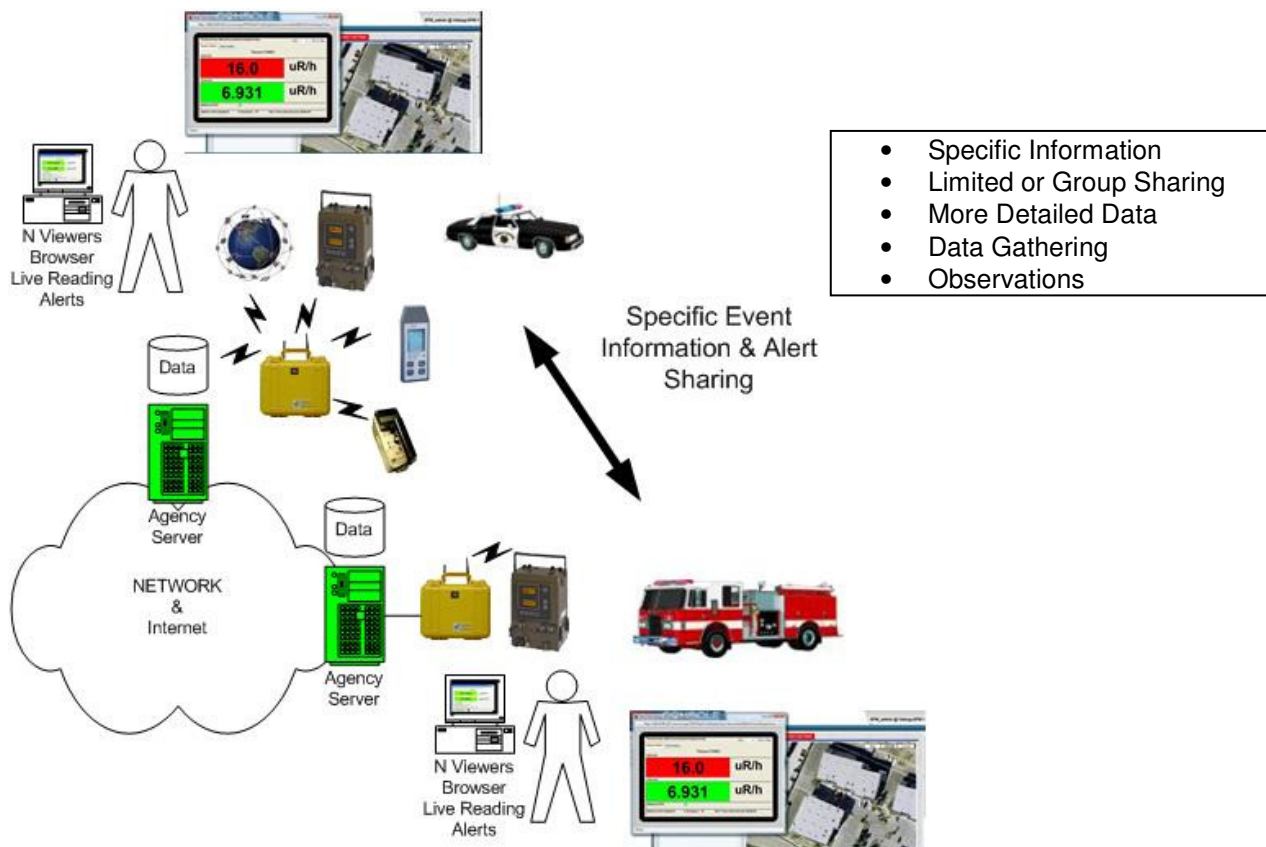 16.0 uR/h
6.931 uR/h
N Viewers
Browser
Live Reading
Alerts
Specific Information
Limited or Group Sharing
More Detailed Data
Data Gathering
Observations
Specific Event
Information & Alert
Sharing
Data
Agency
Server
Data
NETWORK
&
Internet
Agency
Server
N Viewers
Browser
Live Reading
Alerts
16.0 uR/h
6.931 uR/h